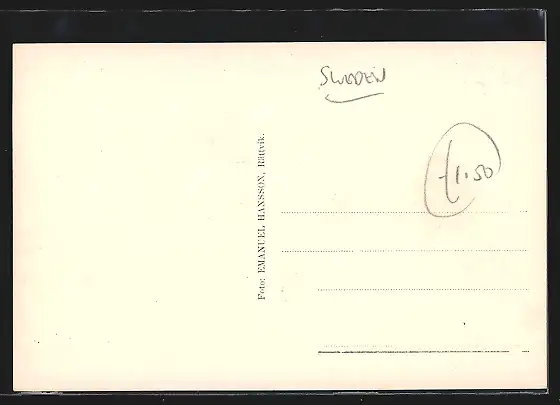 SWEDEN
£1.50
Foto: EMANUEL HANSSON, Rättvik.